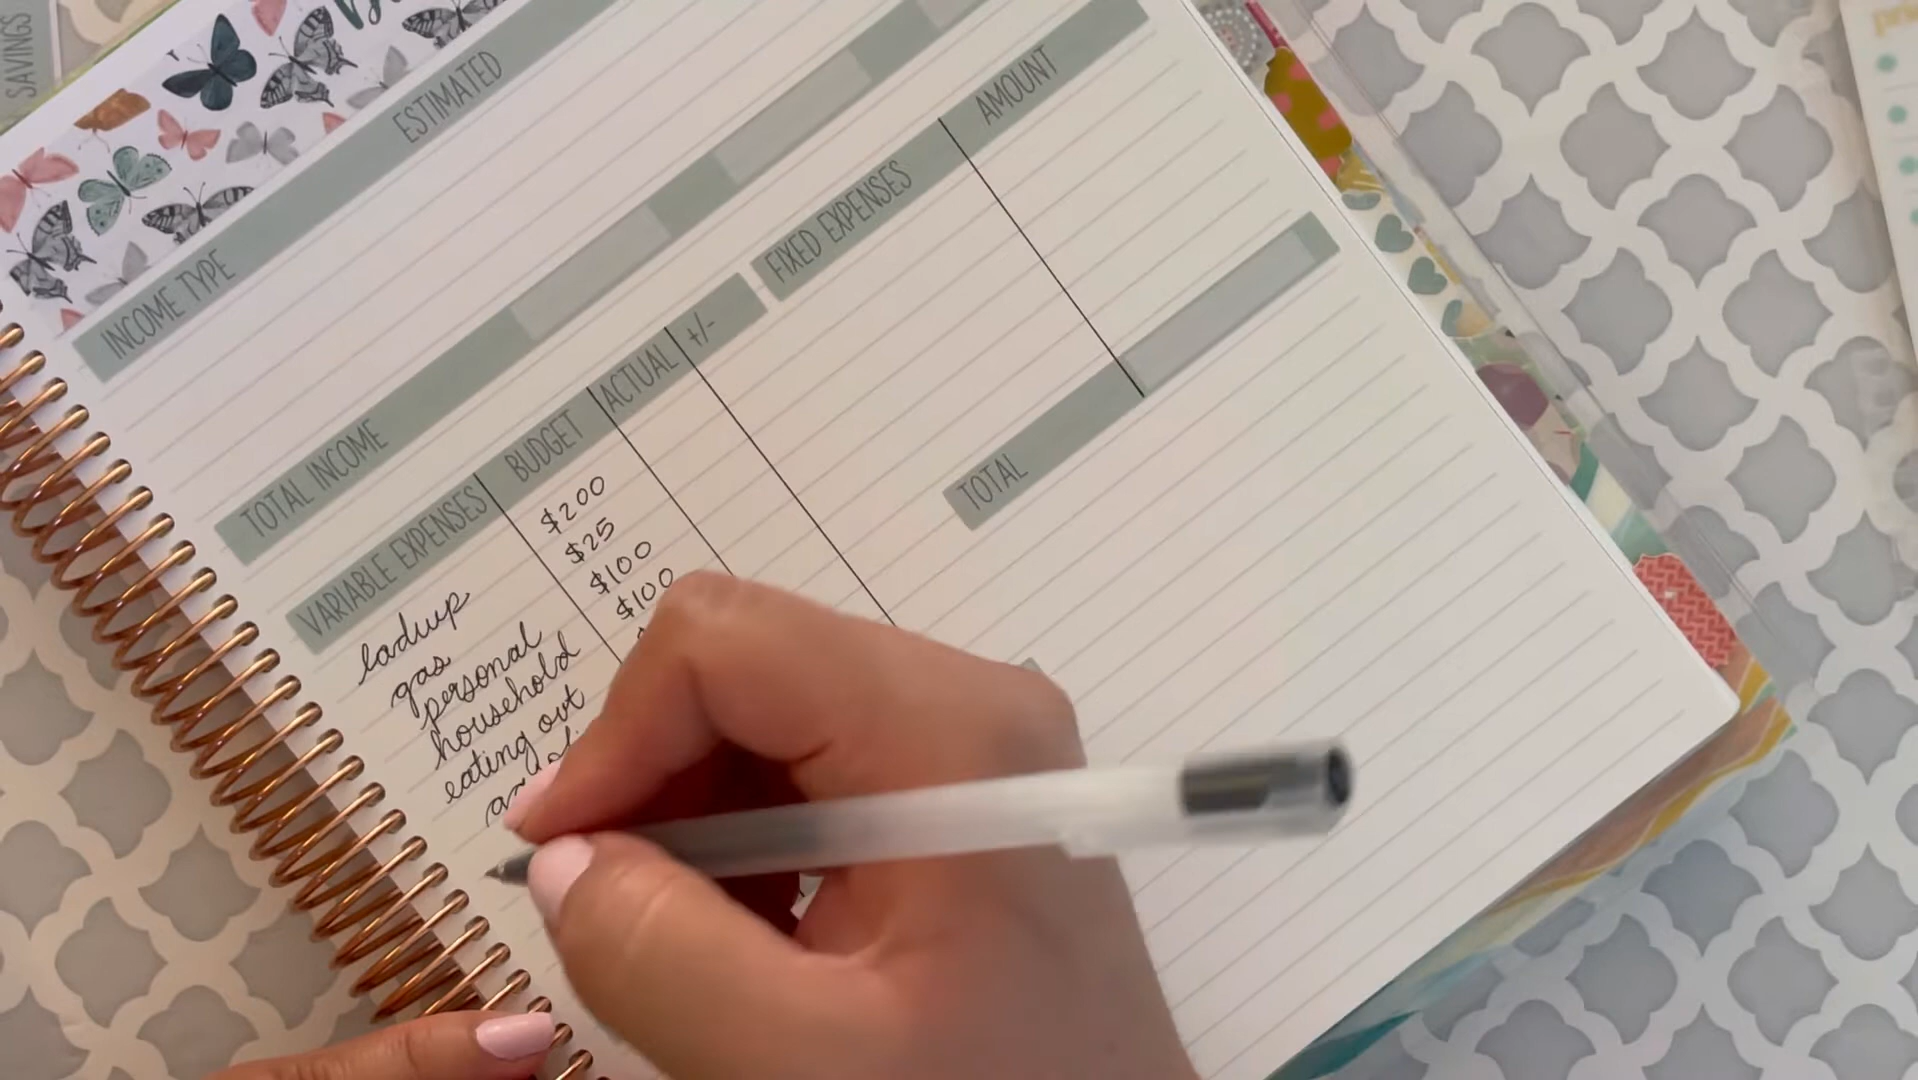 SAVINGS
INCOME TYPE ESTIMATED
TOTAL INCOME
VARIABLE EXPENSES BUDGET ACTUAL +/-
FIXED EXPENSES AMOUNT
$200
gas $25
personal $100
household $100
eating out
TOTAL